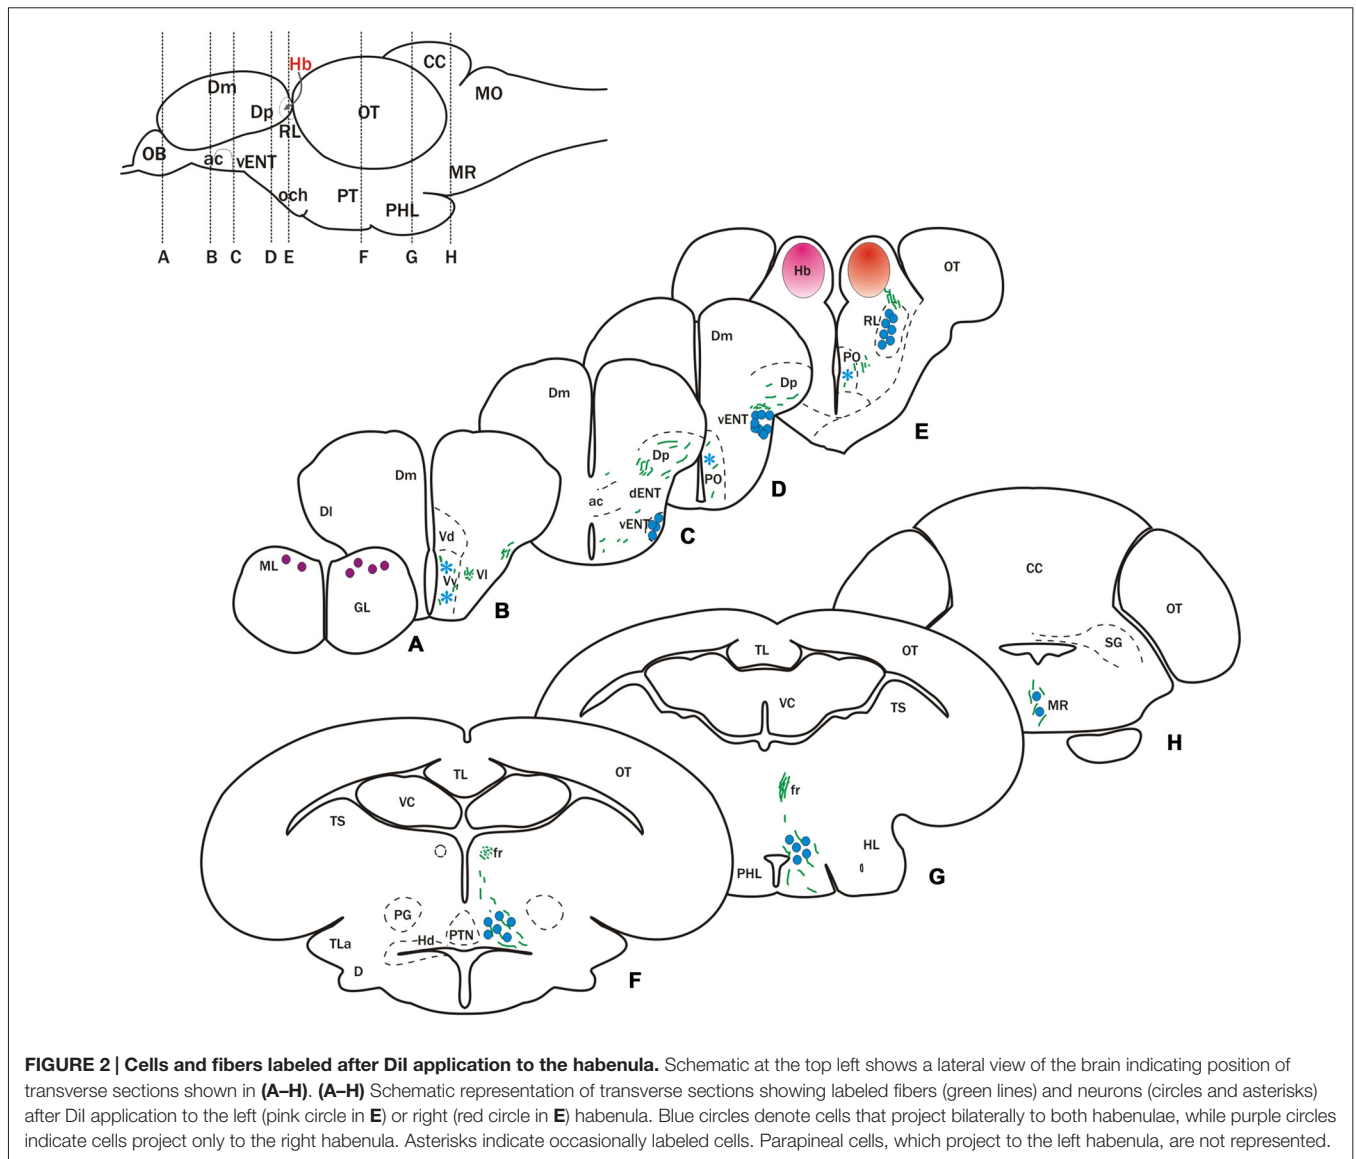 Hb
CC
Dm
MO
Dp
OT
RL
OB
ac
vENT
MR
och
PT
PHL
A B C D E F G H
Hb
OT
RL
PO
E
Dm
Dp
vENT
PO
D
Dm
Dp
ac
dENT
vENT
C
Dm
Dl
Vd
Vv
Vl
B
ML
GL
A
CC
OT
SG
MR
H
TL
OT
VC
TS
fr
HL
PHL
G
TL
OT
VC
TS
fr
PG
PTN
Hd
TLa
D
F
FIGURE 2 | Cells and fibers labeled after DiI application to the habenula. Schematic at the top left shows a lateral view of the brain indicating position of
transverse sections shown in (A–H). (A–H) Schematic representation of transverse sections showing labeled fibers (green lines) and neurons (circles and asterisks)
after DiI application to the left (pink circle in E) or right (red circle in E) habenula. Blue circles denote cells that project bilaterally to both habenulae, while purple circles
indicate cells project only to the right habenula. Asterisks indicate occasionally labeled cells. Parapineal cells, which project to the left habenula, are not represented.